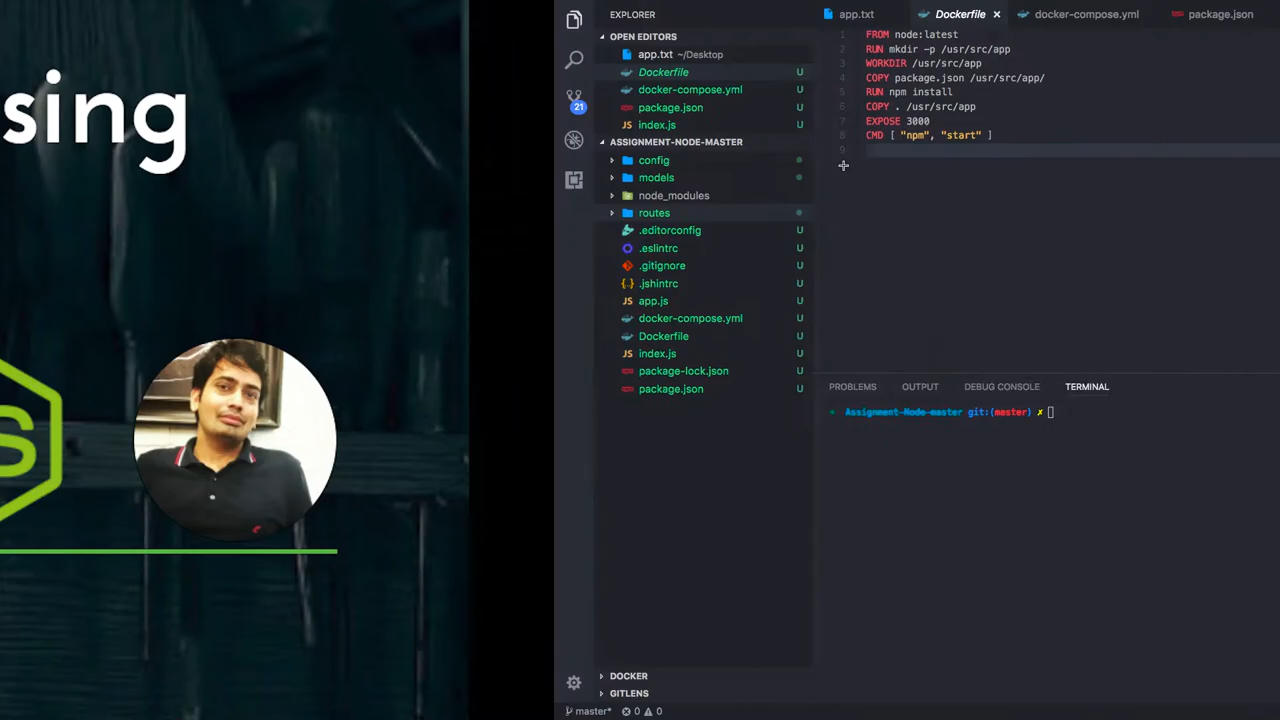 sing
S
EXPLORER
OPEN EDITORS
app.txt ~/Desktop
Dockerfile U
docker-compose.yml U
package.json U
JS index.js U
21
ASSIGNMENT-NODE-MASTER
config
models
node_modules
routes
.editorconfig U
.eslintrc U
.gitignore U
{..} .jshintrc U
JS app.js U
docker-compose.yml U
Dockerfile U
JS index.js U
package-lock.json U
package.json U
DOCKER
GITLENS
master* 0 0
app.txt Dockerfile × docker-compose.yml package.json
1 FROM node:latest
2 RUN mkdir -p /usr/src/app
3 WORKDIR /usr/src/app
4 COPY package.json /usr/src/app/
5 RUN npm install
6 COPY . /usr/src/app
7 EXPOSE 3000
8 CMD [ "npm", "start" ]
9
PROBLEMS OUTPUT DEBUG CONSOLE TERMINAL
Assignment-Node-master git:(master) ✗